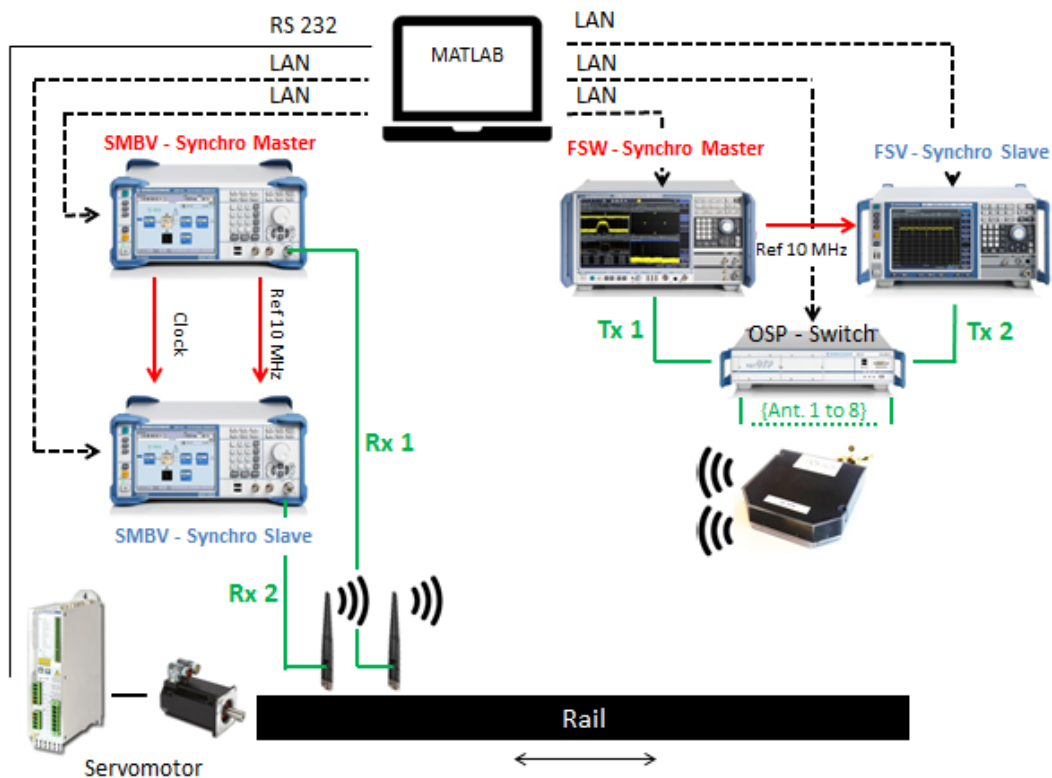 RS 232
LAN
LAN
LAN
MATLAB
LAN
LAN
LAN
SMBV - Synchro Master
FSW - Synchro Master
FSV - Synchro Slave
Ref 10 MHz
Clock
Ref 10 MHz
Tx 1
OSP - Switch
Tx 2
{Ant. 1 to 8}
Rx 1
SMBV - Synchro Slave
Rx 2
Rail
Servomotor